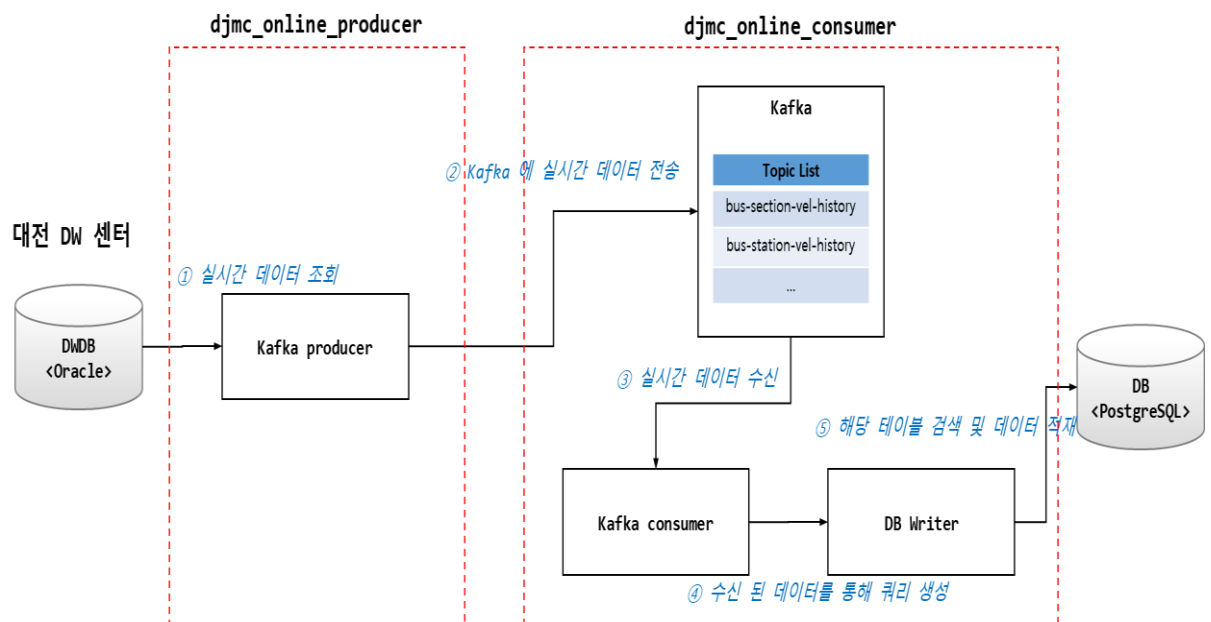 djmc_online_producer
djmc_online_consumer
Kafka
② Kafka 에 실시간 데이터 전송
Topic List
bus-section-vel-history
bus-station-vel-history
...
대전 DW 센터
① 실시간 데이터 조회
DWDB
<Oracle>
Kafka producer
③ 실시간 데이터 수신
DB
<PostgreSQL>
⑤ 해당 테이블 검색 및 데이터 적재
Kafka consumer
DB Writer
④ 수신 된 데이터를 통해 쿼리 생성